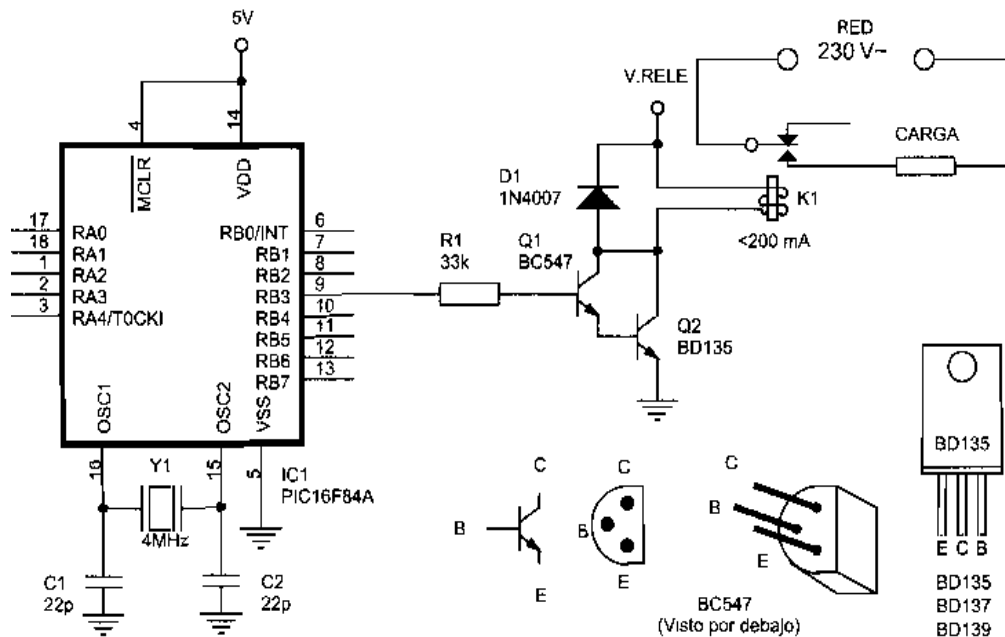 5V
4
14
MCLR
VDD
17
RA0
18
RA1
1
RA2
2
RA3
3
RA4/T0CKI
RB0/INT
6
RB1
7
RB2
8
RB3
9
RB4
10
RB5
11
RB6
12
RB7
13
OSC1
OSC2
VSS
16
15
5
Y1
4MHz
IC1
PIC16F84A
C1
22p
C2
22p
R1
33k
Q1
BC547
D1
1N4007
V.RELE
RED
230 V~
CARGA
K1
<200 mA
Q2
BD135
C
B
E
C
B
E
C
B
E
BC547
(Visto por debajo)
BD135
E C B
BD135
BD137
BD139